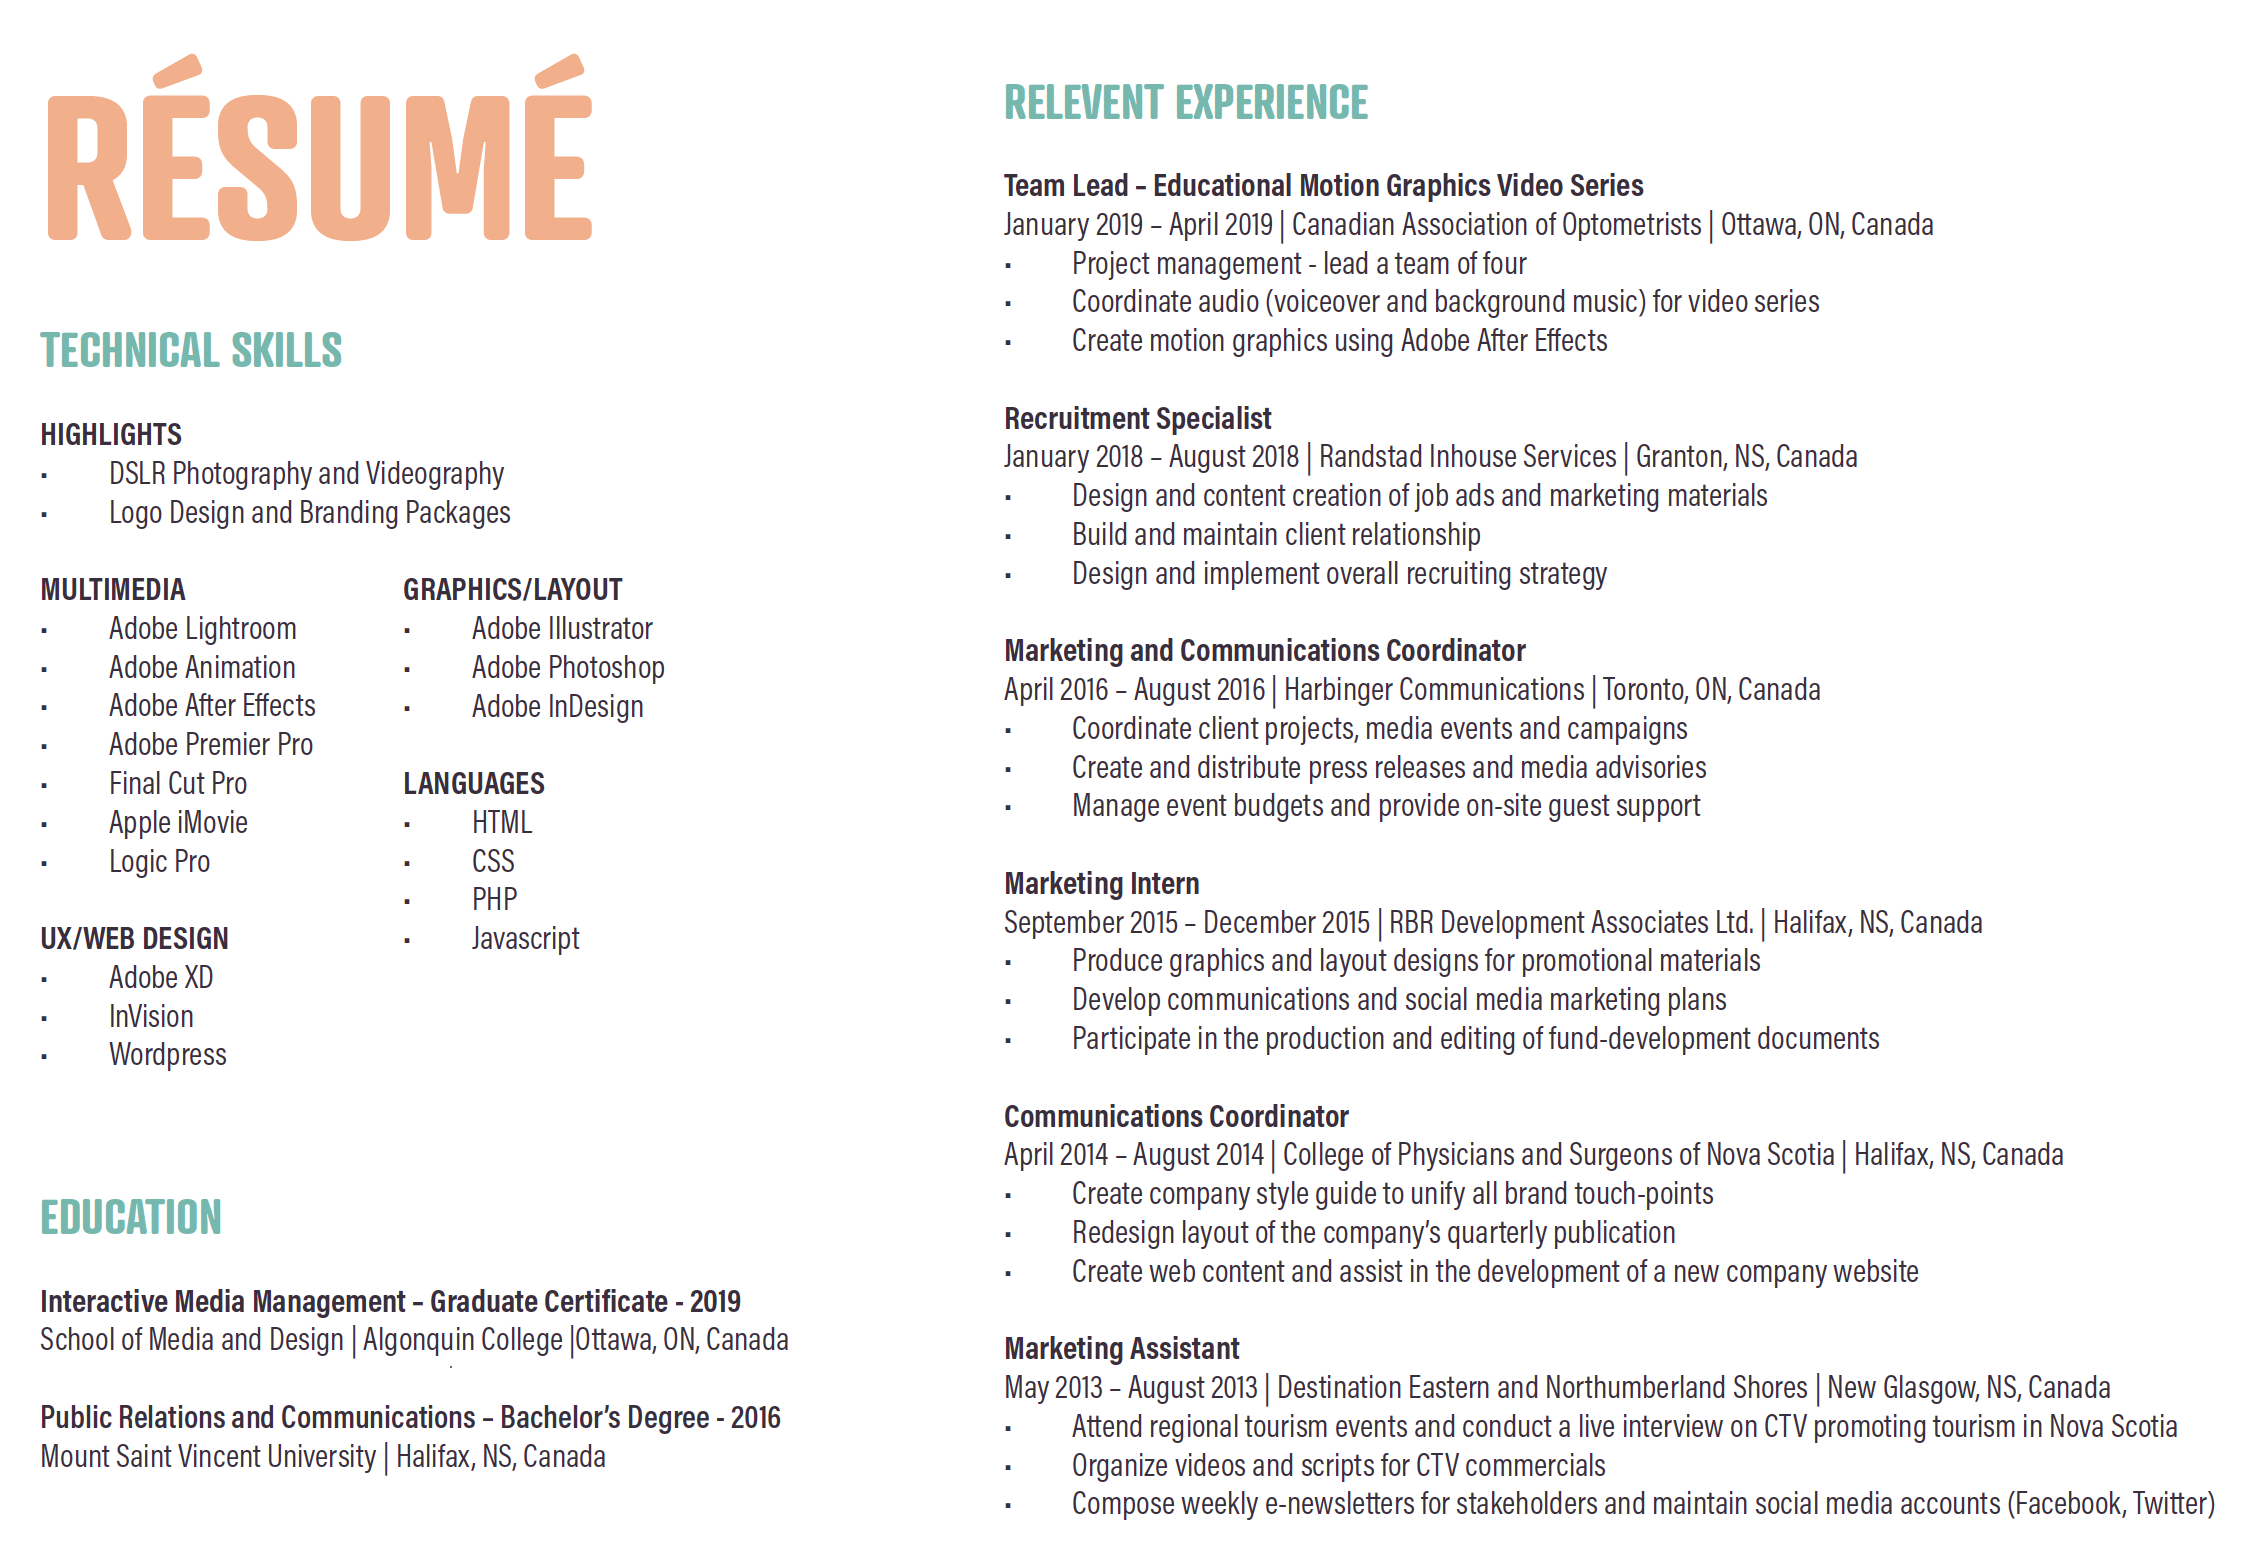 RÉSUMÉ
TECHNICAL SKILLS
HIGHLIGHTS
▪ DSLR Photography and Videography
▪ Logo Design and Branding Packages
MULTIMEDIA
▪ Adobe Lightroom
▪ Adobe Animation
▪ Adobe After Effects
▪ Adobe Premier Pro
▪ Final Cut Pro
▪ Apple iMovie
▪ Logic Pro
UX/WEB DESIGN
▪ Adobe XD
▪ InVision
▪ Wordpress
GRAPHICS/LAYOUT
▪ Adobe Illustrator
▪ Adobe Photoshop
▪ Adobe InDesign
LANGUAGES
▪ HTML
▪ CSS
▪ PHP
▪ Javascript
EDUCATION
Interactive Media Management – Graduate Certificate - 2019
School of Media and Design | Algonquin College |Ottawa, ON, Canada
Public Relations and Communications – Bachelor’s Degree - 2016
Mount Saint Vincent University | Halifax, NS, Canada
RELEVENT EXPERIENCE
Team Lead – Educational Motion Graphics Video Series
January 2019 – April 2019 | Canadian Association of Optometrists | Ottawa, ON, Canada
▪ Project management - lead a team of four
▪ Coordinate audio (voiceover and background music) for video series
▪ Create motion graphics using Adobe After Effects
Recruitment Specialist
January 2018 – August 2018 | Randstad Inhouse Services | Granton, NS, Canada
▪ Design and content creation of job ads and marketing materials
▪ Build and maintain client relationship
▪ Design and implement overall recruiting strategy
Marketing and Communications Coordinator
April 2016 – August 2016 | Harbinger Communications | Toronto, ON, Canada
▪ Coordinate client projects, media events and campaigns
▪ Create and distribute press releases and media advisories
▪ Manage event budgets and provide on-site guest support
Marketing Intern
September 2015 – December 2015 | RBR Development Associates Ltd. | Halifax, NS, Canada
▪ Produce graphics and layout designs for promotional materials
▪ Develop communications and social media marketing plans
▪ Participate in the production and editing of fund-development documents
Communications Coordinator
April 2014 – August 2014 | College of Physicians and Surgeons of Nova Scotia | Halifax, NS, Canada
▪ Create company style guide to unify all brand touch-points
▪ Redesign layout of the company’s quarterly publication
▪ Create web content and assist in the development of a new company website
Marketing Assistant
May 2013 – August 2013 | Destination Eastern and Northumberland Shores | New Glasgow, NS, Canada
▪ Attend regional tourism events and conduct a live interview on CTV promoting tourism in Nova Scotia
▪ Organize videos and scripts for CTV commercials
▪ Compose weekly e-newsletters for stakeholders and maintain social media accounts (Facebook, Twitter)